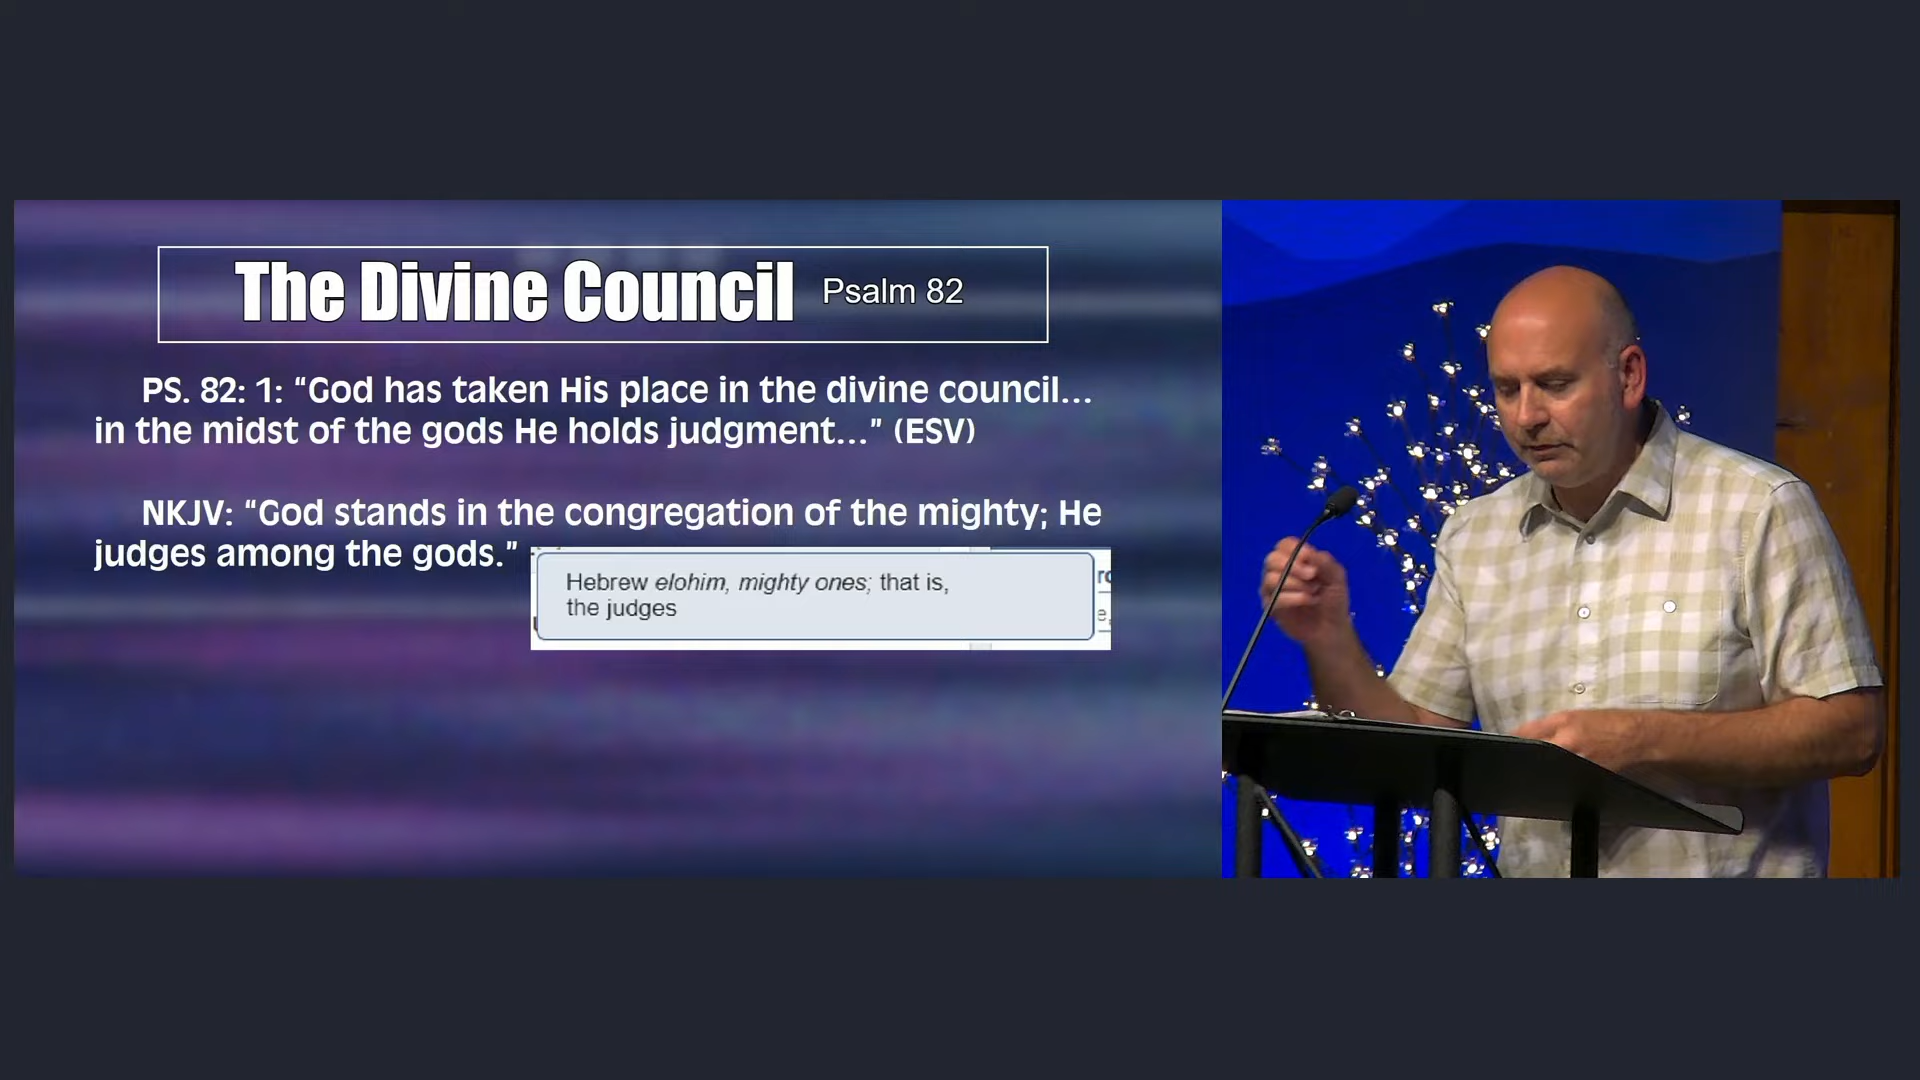 The Divine Council Psalm 82
PS. 82: 1: “God has taken His place in the divine council…
in the midst of the gods He holds judgment…” (ESV)
NKJV: “God stands in the congregation of the mighty; He
judges among the gods.”
Hebrew elohim, mighty ones; that is,
the judges